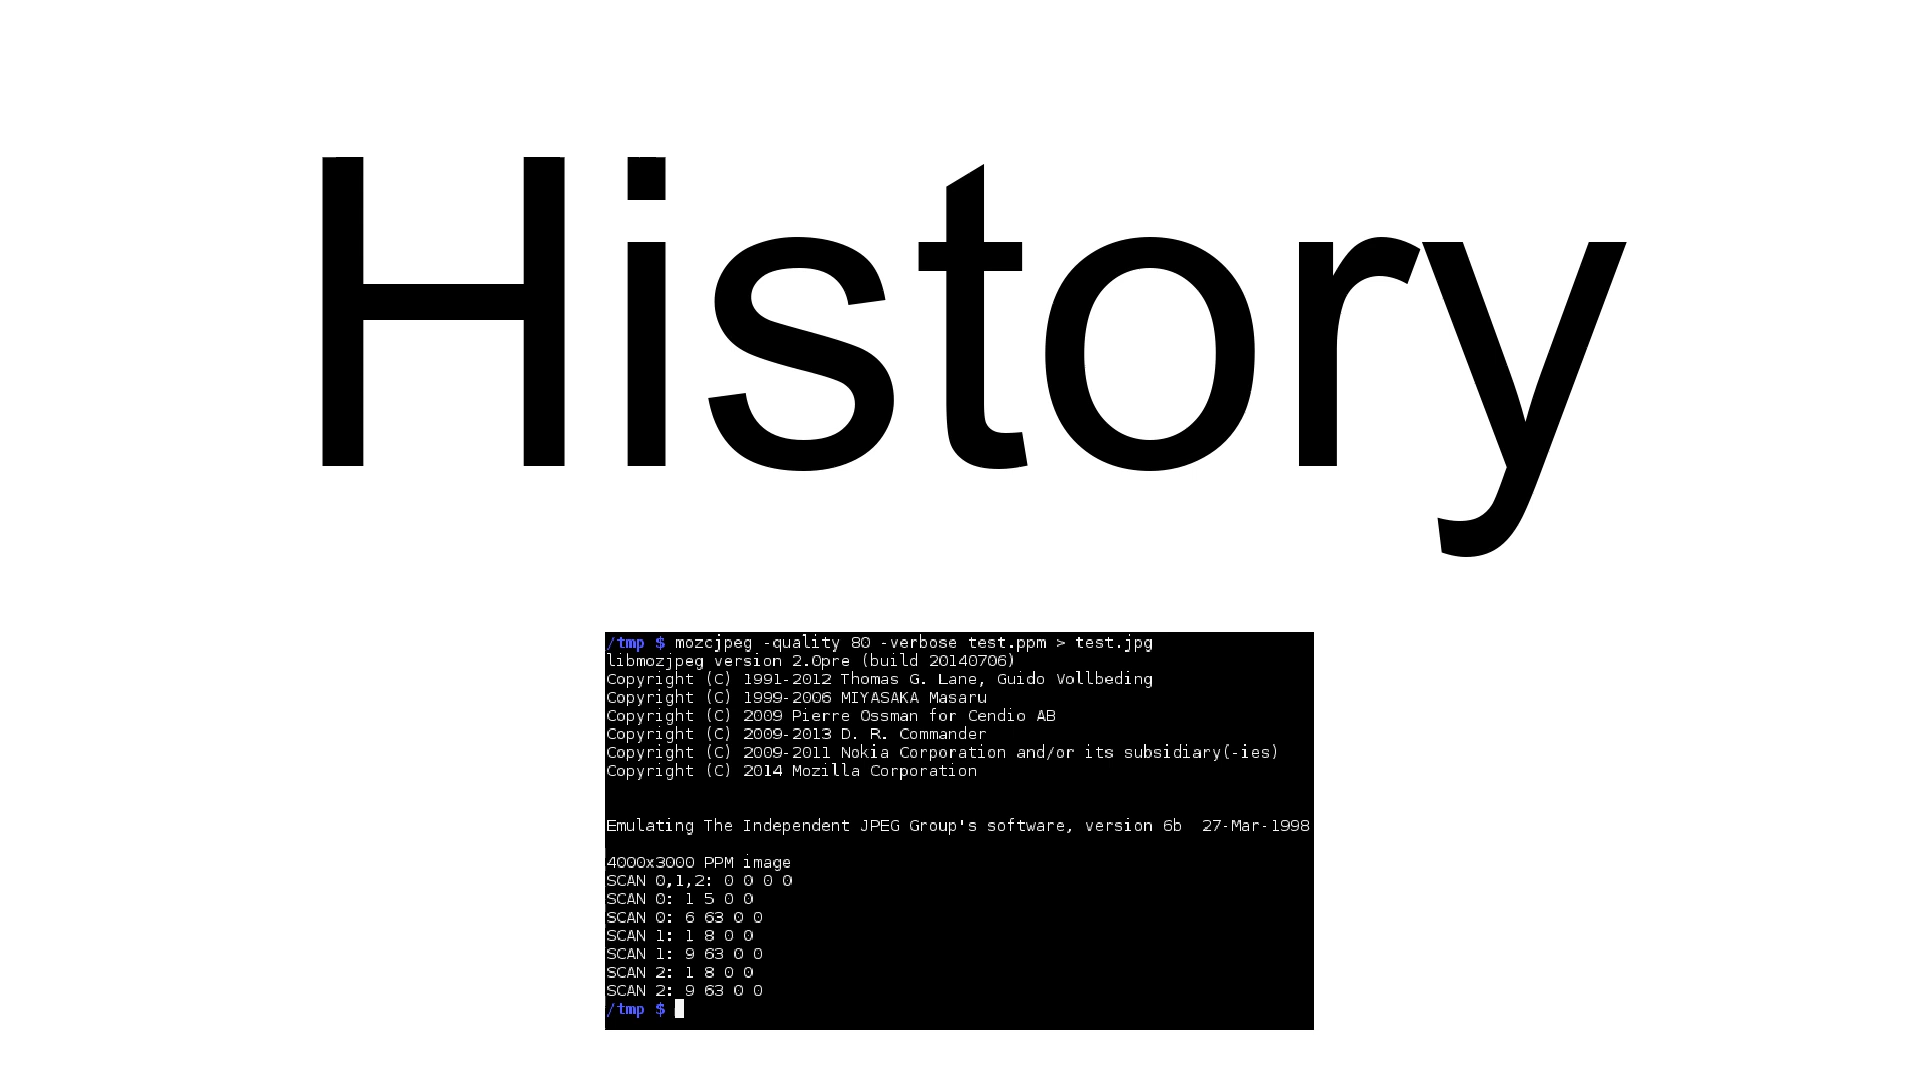 History
/tmp $ mozcjpeg -quality 80 -verbose test.ppm > test.jpg
libmozjpeg version 2.0pre (build 20140706)
Copyright (C) 1991-2012 Thomas G. Lane, Guido Vollbeding
Copyright (C) 1999-2006 MIYASAKA Masaru
Copyright (C) 2009 Pierre Ossman for Cendio AB
Copyright (C) 2009-2013 D. R. Commander
Copyright (C) 2009-2011 Nokia Corporation and/or its subsidiary(-ies)
Copyright (C) 2014 Mozilla Corporation
Emulating The Independent JPEG Group's software, version 6b  27-Mar-1998
4000x3000 PPM image
SCAN 0,1,2: 0 0 0 0
SCAN 0: 1 5 0 0
SCAN 0: 6 63 0 0
SCAN 1: 1 8 0 0
SCAN 1: 9 63 0 0
SCAN 2: 1 8 0 0
SCAN 2: 9 63 0 0
/tmp $